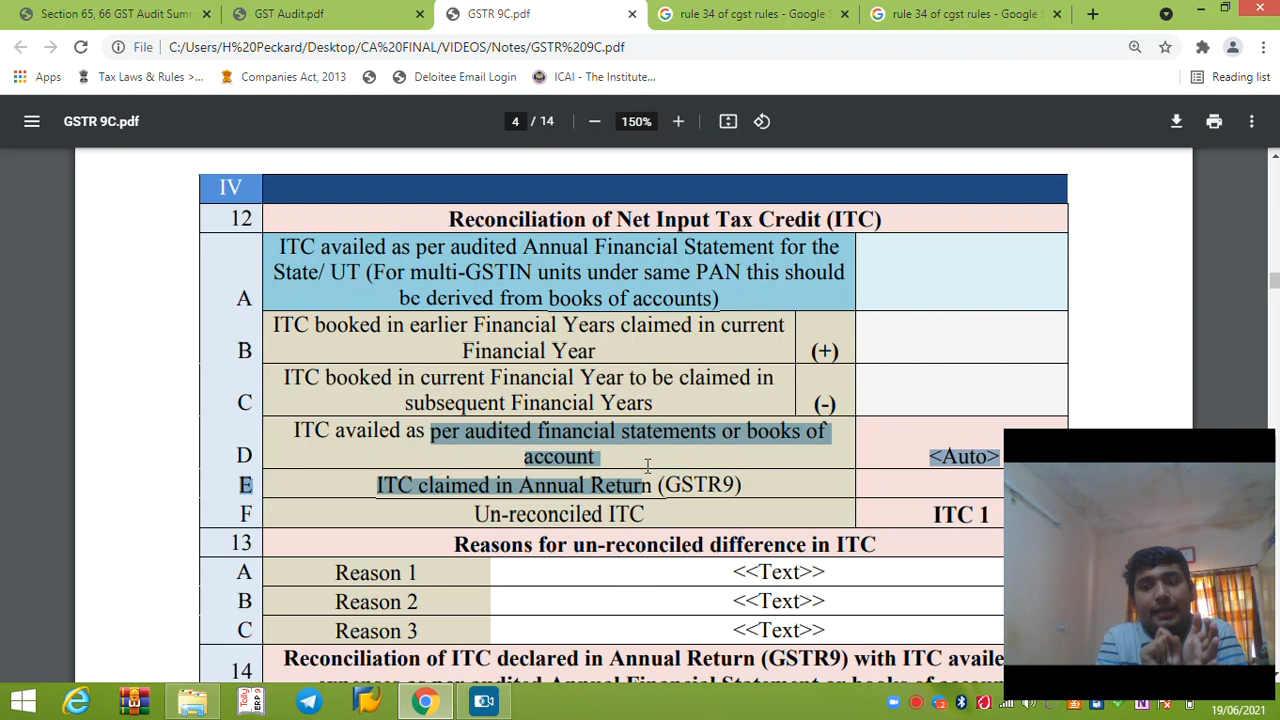 Section 65, 66 GST Audit Summ
GST Audit.pdf
GSTR 9C.pdf
rule 34 of cgst rules - Google S
rule 34 of cgst rules - Google S
File
C:/Users/H%20Peckard/Desktop/CA%20FINAL/VIDEOS/Notes/GSTR%209C.pdf
Apps
Tax Laws & Rules >...
Companies Act, 2013
Deloitee Email Login
ICAI - The Institute...
Reading list
GSTR 9C.pdf
4 / 14
150%
IV
12 Reconciliation of Net Input Tax Credit (ITC)
ITC availed as per audited Annual Financial Statement for the
State/ UT (For multi-GSTIN units under same PAN this should
A be derived from books of accounts)
ITC booked in earlier Financial Years claimed in current
B Financial Year (+)
ITC booked in current Financial Year to be claimed in
C subsequent Financial Years (-)
ITC availed as per audited financial statements or books of
D account <Auto>
E ITC claimed in Annual Return (GSTR9)
F Un-reconciled ITC ITC 1
13 Reasons for un-reconciled difference in ITC
A Reason 1 <<Text>>
B Reason 2 <<Text>>
C Reason 3 <<Text>>
Reconciliation of ITC declared in Annual Return (GSTR9) with ITC availe
14
Tally
ERP 9
19/06/2021